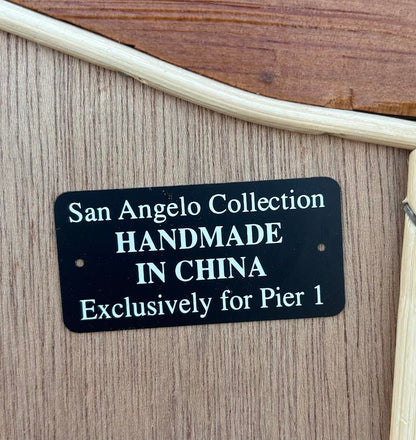 San Angelo Collection
HANDMADE
IN CHINA
Exclusively for Pier 1